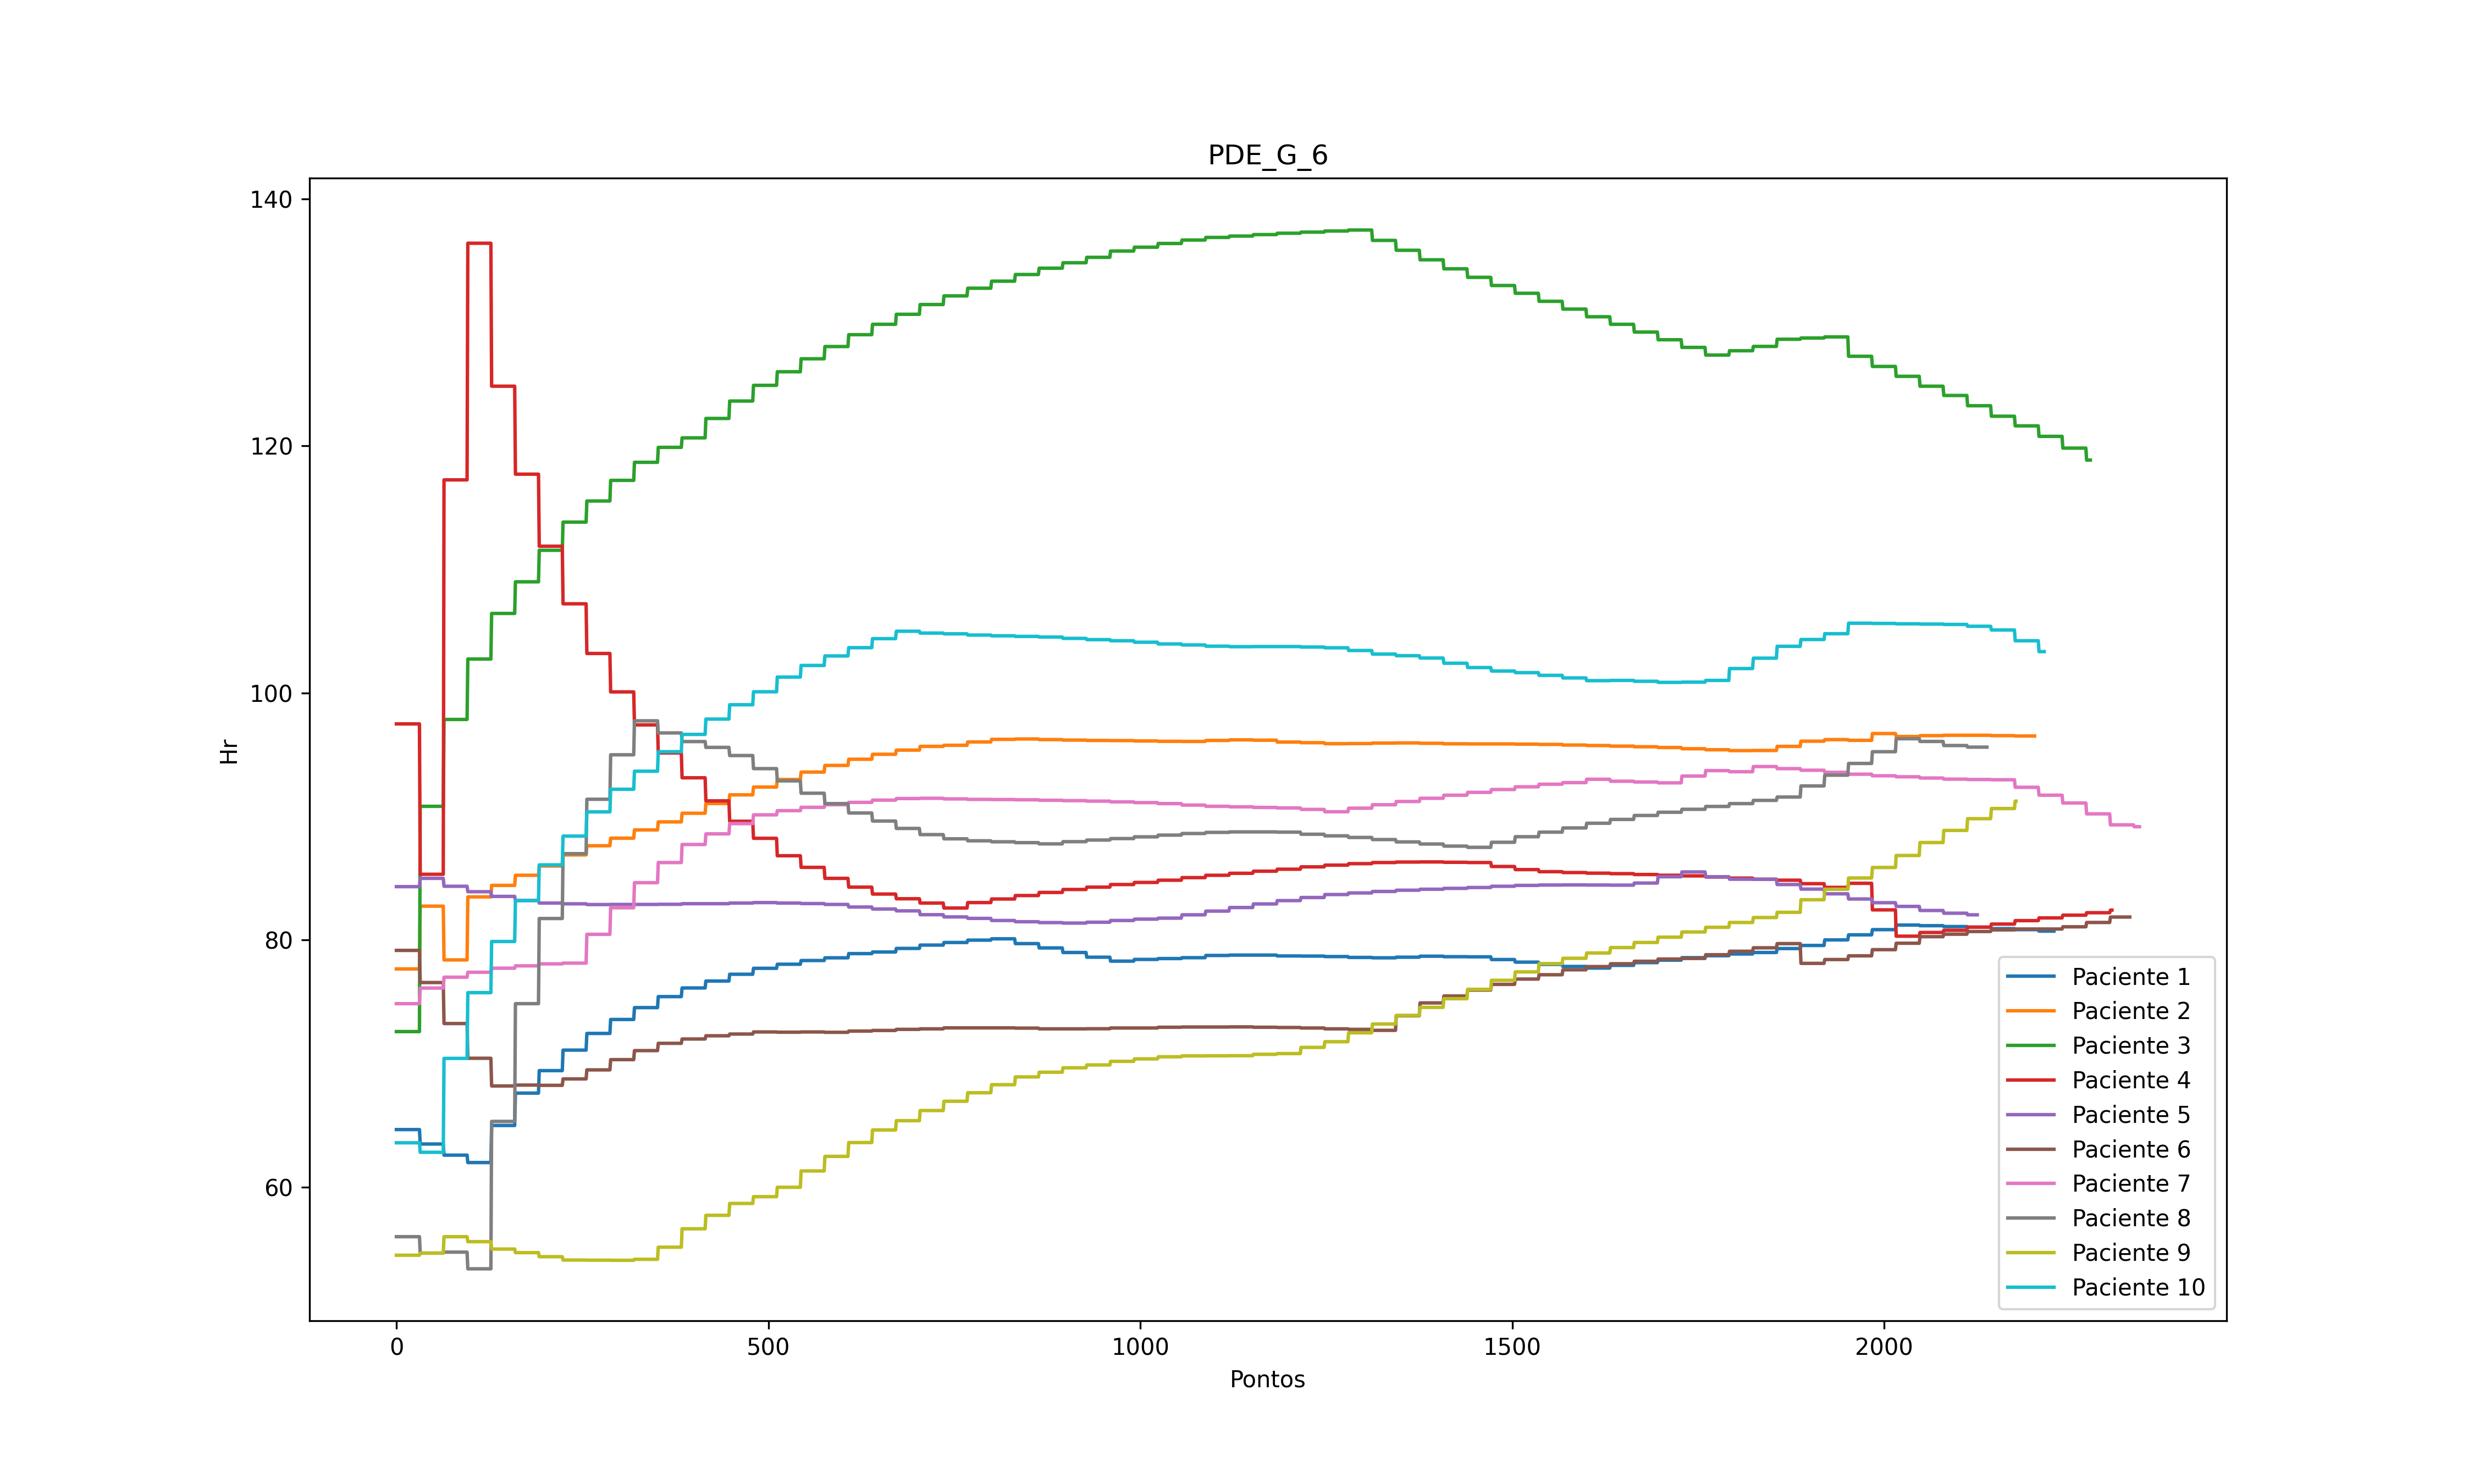 PDE_G_6
140
120
100
80
60
Hr
0 500 1000 1500 2000
Pontos
Paciente 1
Paciente 2
Paciente 3
Paciente 4
Paciente 5
Paciente 6
Paciente 7
Paciente 8
Paciente 9
Paciente 10